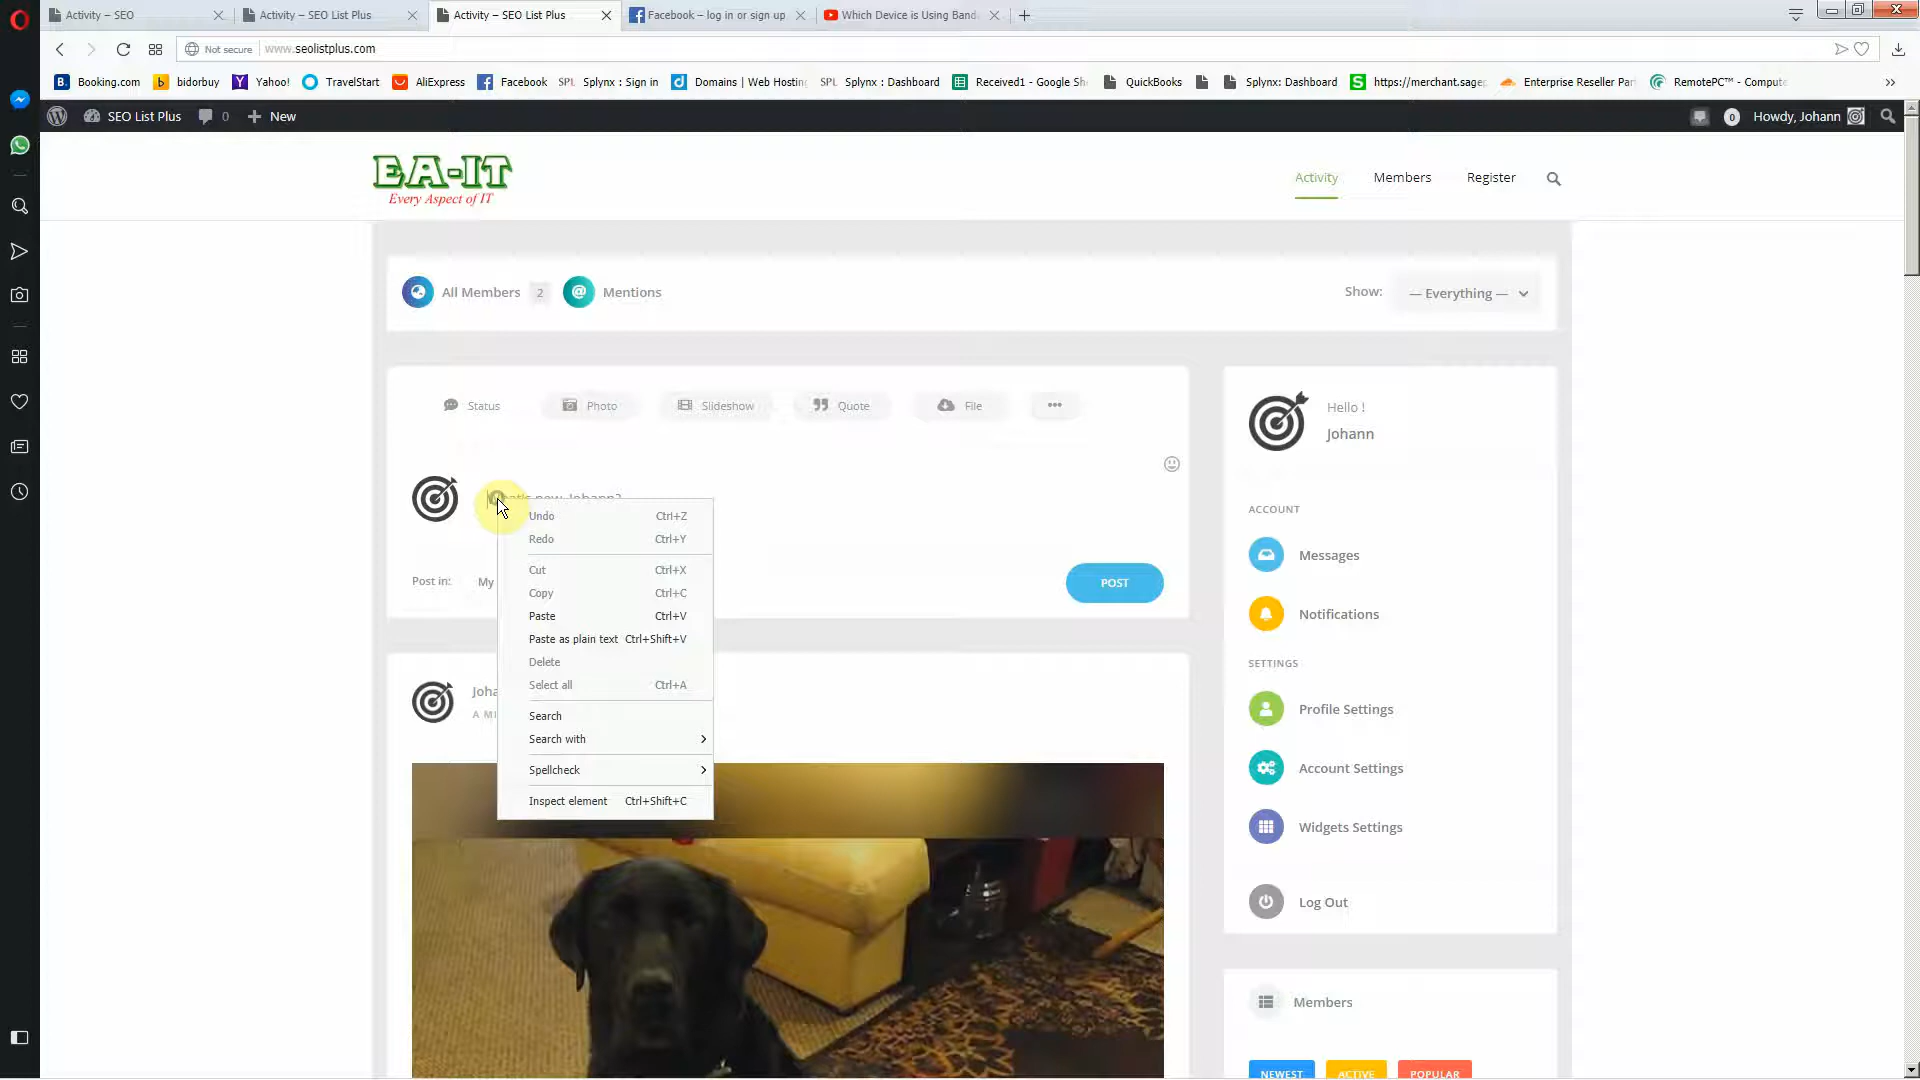 Activity – SEO
Activity – SEO List Plus
Activity – SEO List Plus
Facebook – log in or sign up
Which Device is Using Band
Not secure
www.seolistplus.com
Booking.com
bidorbuy
Yahoo!
TravelStart
AliExpress
Facebook
SPL Splynx : Sign in
Domains | Web Hosting
SPL Splynx : Dashboard
Received1 - Google Sh
QuickBooks
Splynx: Dashboard
https://merchant.sage
Enterprise Reseller Par
RemotePC™ - Compute
SEO List Plus
0
New
0
Howdy, Johann
EA-IT
Every Aspect of IT
Activity
Members
Register
All Members 2
Mentions
Show:
— Everything —
Status
Photo
Slideshow
Quote
File
Hello !
Johann
Undo Ctrl+Z
Redo Ctrl+Y
Cut Ctrl+X
Copy Ctrl+C
Paste Ctrl+V
Paste as plain text Ctrl+Shift+V
Delete
Select all Ctrl+A
Search
Search with
Spellcheck
Inspect element Ctrl+Shift+C
Post in:
My
POST
Joha
A MI
ACCOUNT
Messages
Notifications
SETTINGS
Profile Settings
Account Settings
Widgets Settings
Log Out
Members
NEWEST
ACTIVE
POPULAR